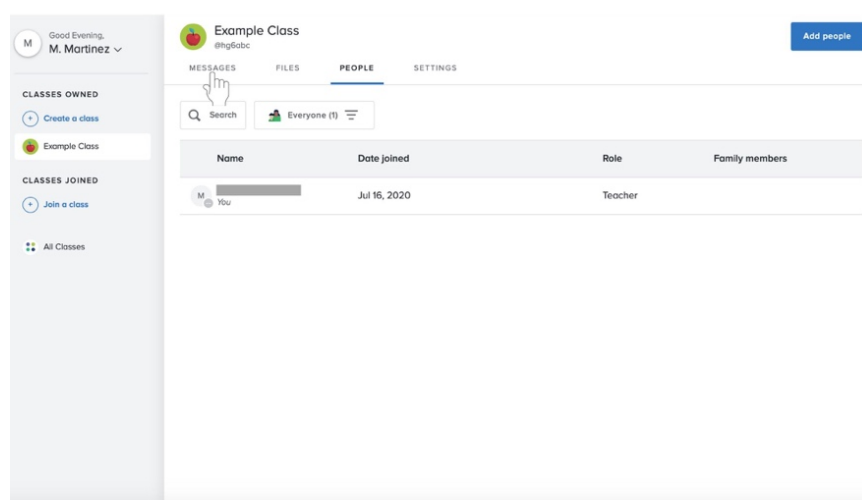 M
Good Evening,
M. Martinez
CLASSES OWNED
Create a class
Example Class
CLASSES JOINED
Join a class
All Classes
Example Class
@hg6abc
Add people
MESSAGES FILES PEOPLE SETTINGS
Search Everyone (1)
Name Date joined Role Family members
M You Jul 16, 2020 Teacher